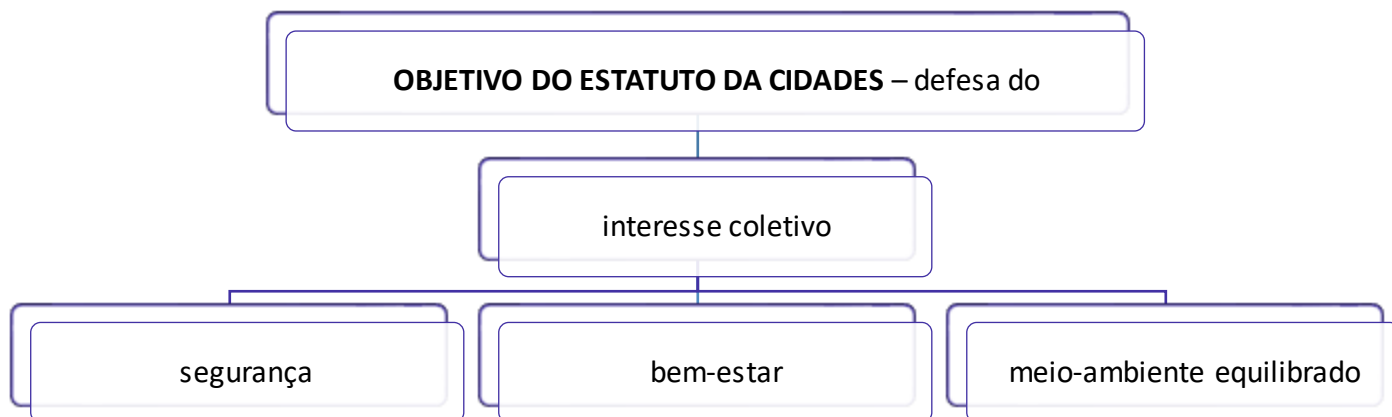 OBJETIVO DO ESTATUTO DA CIDADES – defesa do
interesse coletivo
segurança
bem-estar
meio-ambiente equilibrado